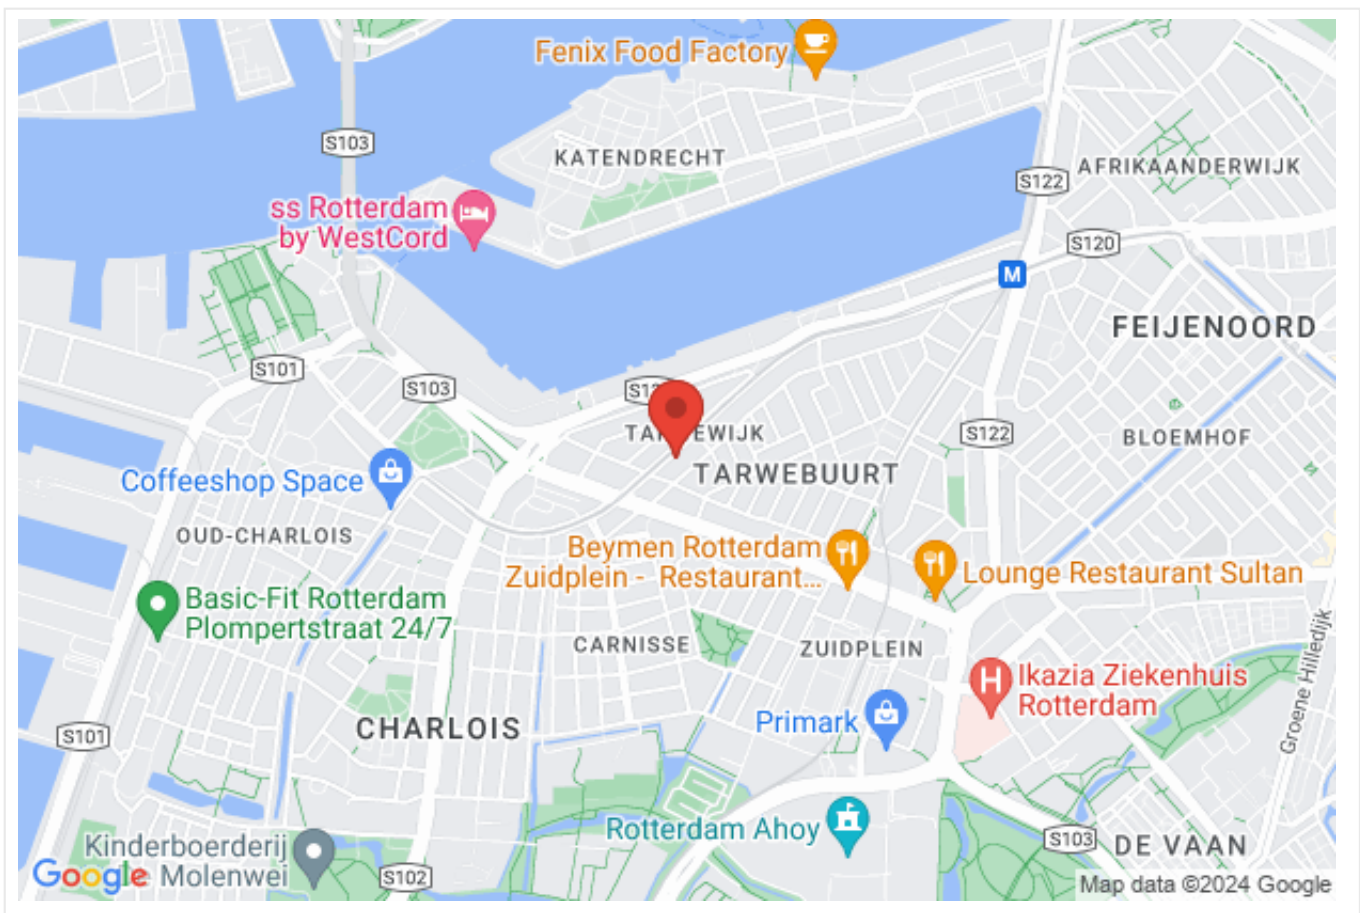 Fenix Food Factory
S103
KATENDRECHT
AFRIKAANDERWIJK
S122
ss Rotterdam
by WestCord
S120
M
FEIJENOORD
S101
S103
S122
BLOEMHOF
TARWEBUURT
Coffeeshop Space
OUD-CHARLOIS
Beymen Rotterdam
Zuidplein - Restaurant...
Lounge Restaurant Sultan
Basic-Fit Rotterdam
Plompertstraat 24/7
CARNISSE
ZUIDPLEIN
Groene Hilledijk
H
Ikazia Ziekenhuis
Rotterdam
Primark
CHARLOIS
S101
Rotterdam Ahoy
S103
DE VAAN
Kinderboerderij
Molenwei
Google
S102
Map data ©2024 Google